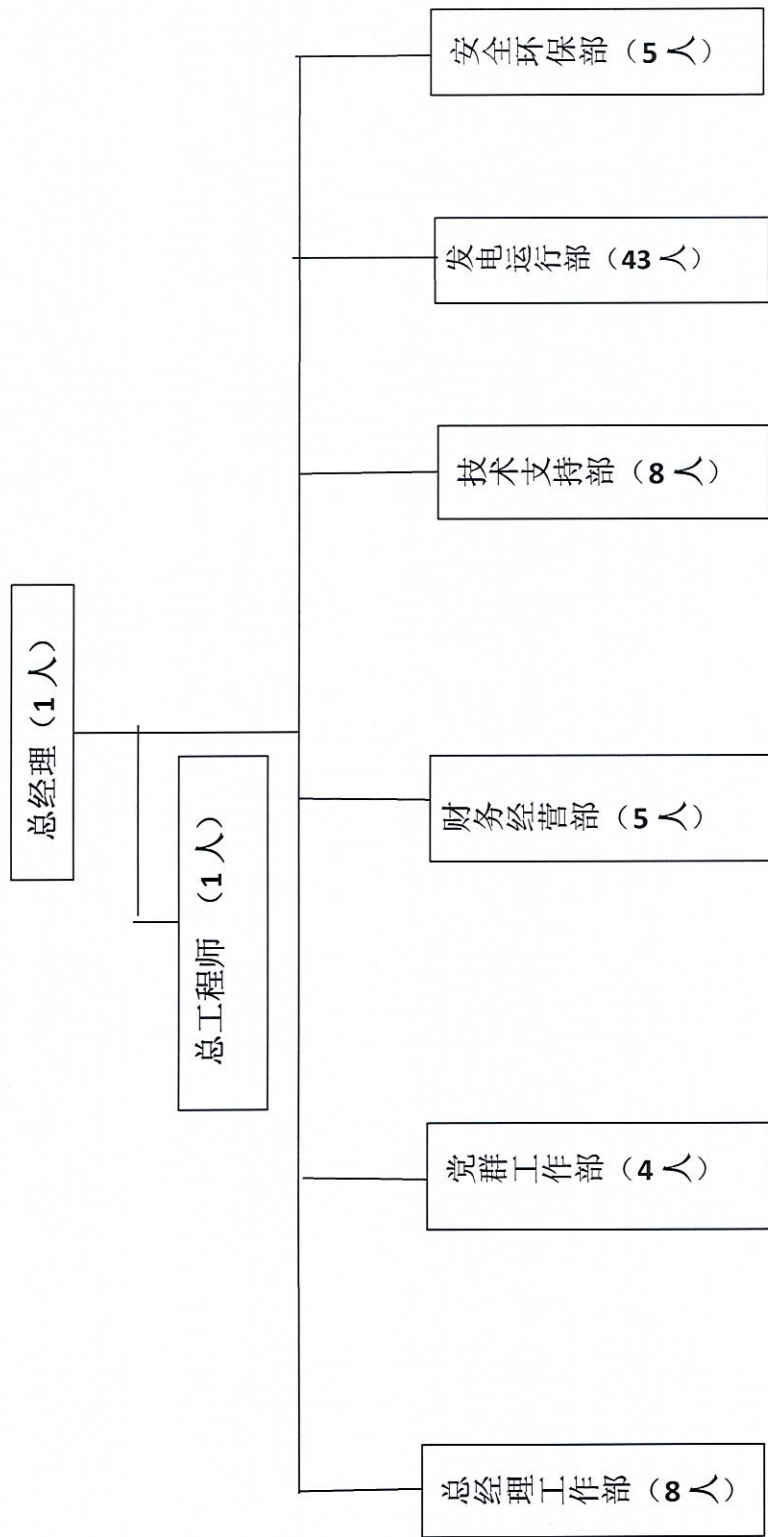 总经理（1 人）
总工程师 （1 人）
总经理工作部（8 人）
党群工作部（4 人）
财务经营部（5 人）
技术支持部（8 人）
发电运行部（43 人）
安全环保部（5 人）